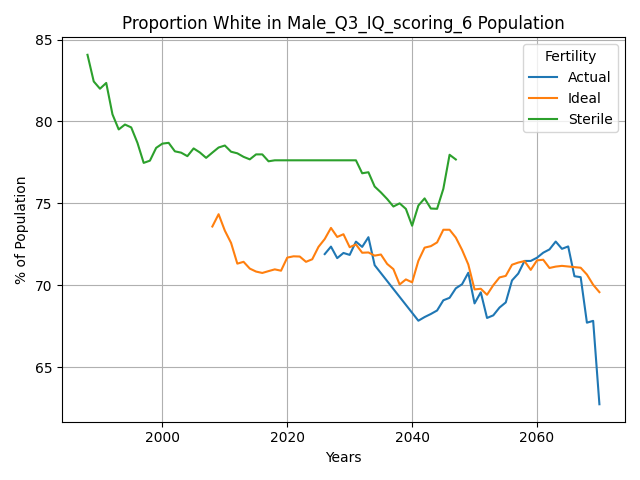 Proportion White in Male_Q3_IQ_scoring_6 Population
85
80
75
70
65
% of Population
Fertility
Actual
Ideal
Sterile
2000
2020
2040
2060
Years